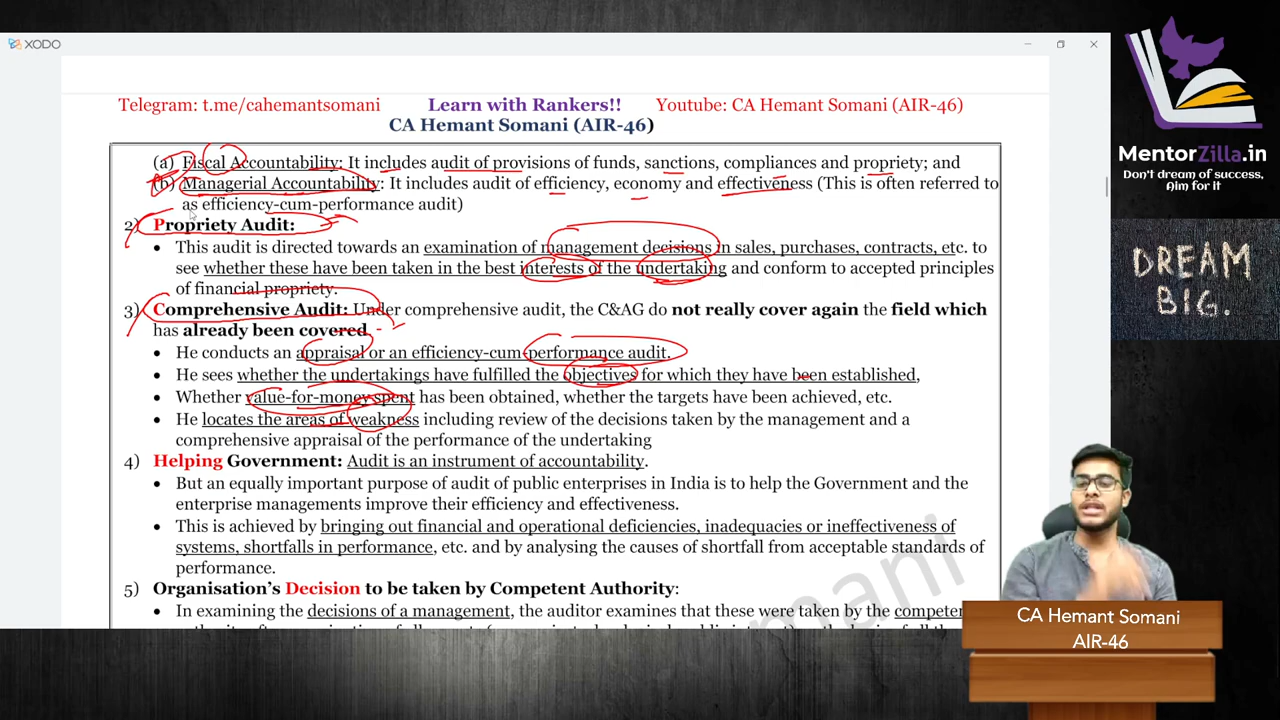 XODO
Telegram: t.me/cahemantsomani Learn with Rankers!! Youtube: CA Hemant Somani (AIR-46)
CA Hemant Somani (AIR-46)
(a) Fiscal Accountability: It includes audit of provisions of funds, sanctions, compliances and propriety; and
(b) Managerial Accountability: It includes audit of efficiency, economy and effectiveness (This is often referred to
as efficiency-cum-performance audit)
2) Propriety Audit:
• This audit is directed towards an examination of management decisions in sales, purchases, contracts, etc. to
see whether these have been taken in the best interests of the undertaking and conform to accepted principles
of financial propriety.
3) Comprehensive Audit: Under comprehensive audit, the C&AG do not really cover again the field which
has already been covered
• He conducts an appraisal or an efficiency-cum-performance audit.
• He sees whether the undertakings have fulfilled the objectives for which they have been established,
• Whether value-for-money spent has been obtained, whether the targets have been achieved, etc.
• He locates the areas of weakness including review of the decisions taken by the management and a
comprehensive appraisal of the performance of the undertaking
4) Helping Government: Audit is an instrument of accountability.
• But an equally important purpose of audit of public enterprises in India is to help the Government and the
enterprise managements improve their efficiency and effectiveness.
• This is achieved by bringing out financial and operational deficiencies, inadequacies or ineffectiveness of
systems, shortfalls in performance, etc. and by analysing the causes of shortfall from acceptable standards of
performance.
5) Organisation's Decision to be taken by Competent Authority:
• In examining the decisions of a management, the auditor examines that these were taken by the competen
mani
MentorZilla.in
Don't dream of success,
Aim for it
DREAM
BIG.
CA Hemant Somani
AIR-46